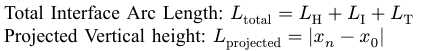 Total Interface Arc Length: L_total = L_H + L_I + L_T
Projected Vertical height: L_projected = |x_n − x_0|